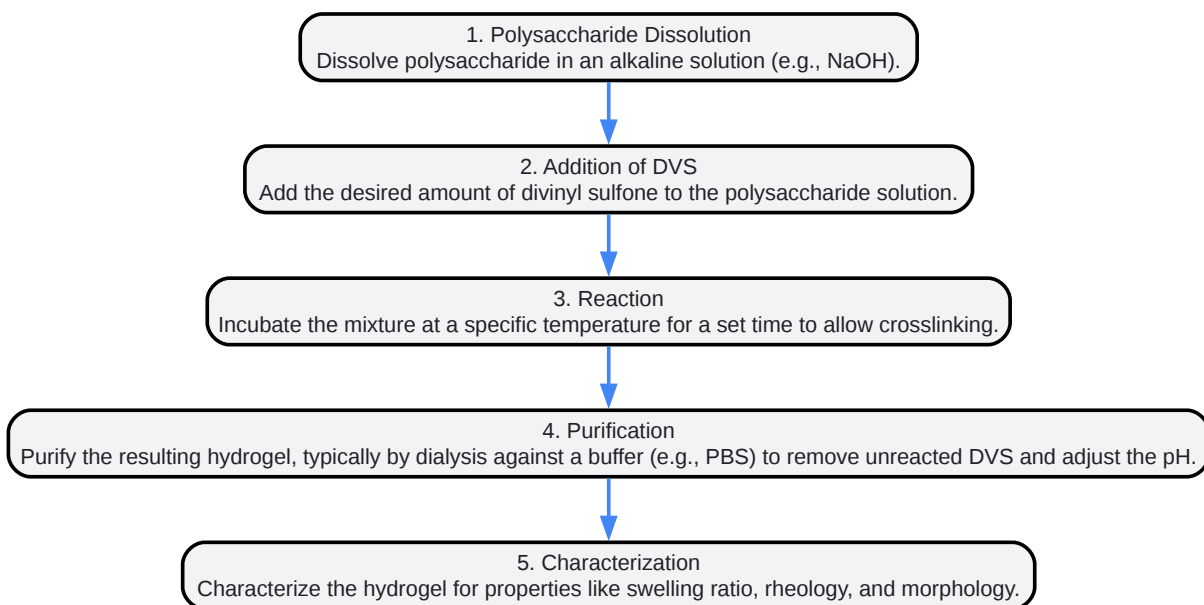 1. Polysaccharide Dissolution
Dissolve polysaccharide in an alkaline solution (e.g., NaOH).
2. Addition of DVS
Add the desired amount of divinyl sulfone to the polysaccharide solution.
3. Reaction
Incubate the mixture at a specific temperature for a set time to allow crosslinking.
4. Purification
Purify the resulting hydrogel, typically by dialysis against a buffer (e.g., PBS) to remove unreacted DVS and adjust the pH.
5. Characterization
Characterize the hydrogel for properties like swelling ratio, rheology, and morphology.